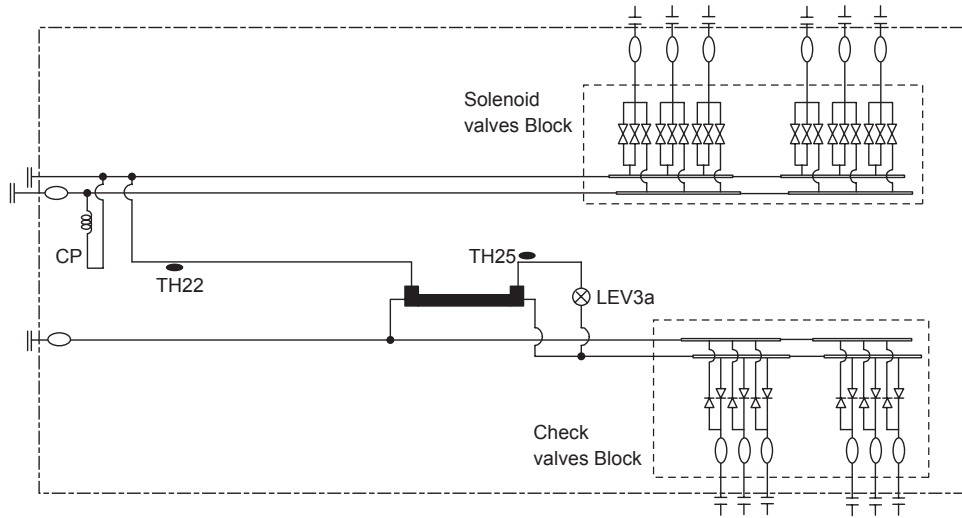 Solenoid
valves Block
CP
TH22
TH25
LEV3a
Check
valves Block